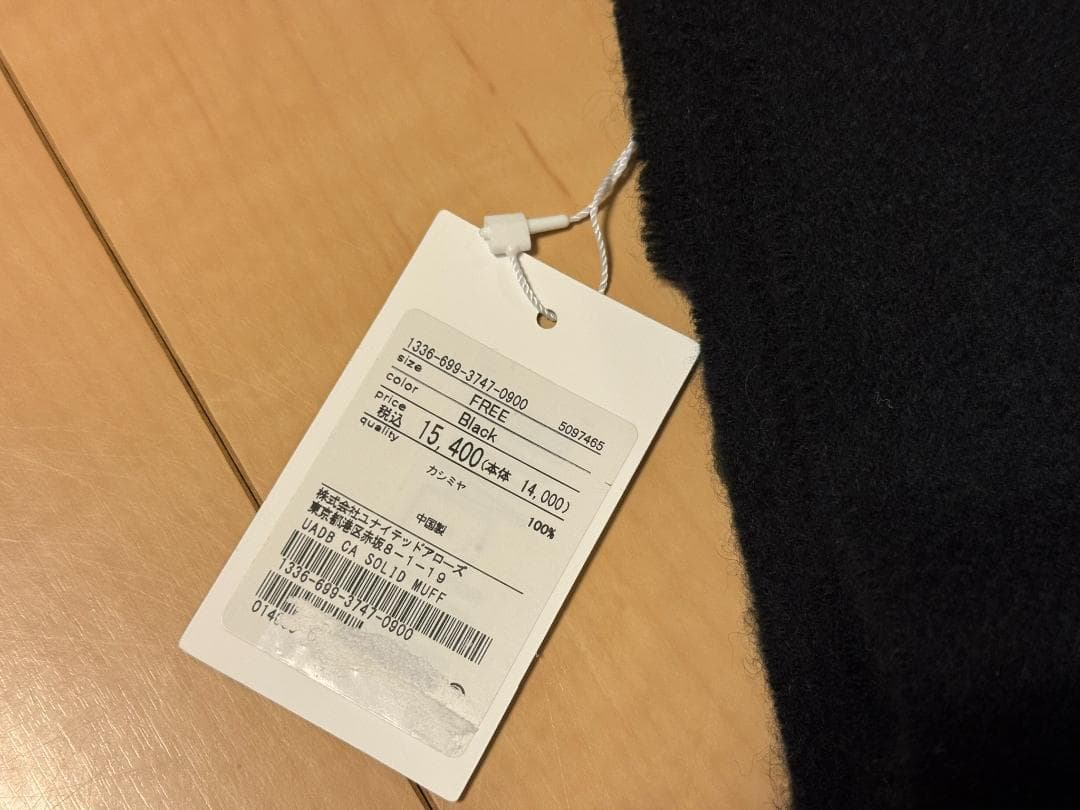 1336-699-3747-0900
size FREE 5097465
color Black
price 税込 15,400(本体 14,000)
quality
カシミヤ 100%
中国製
株式会社ユナイテッドアローズ
東京都港区赤坂8-1-19
UADB CA SOLID MUFF
1336-699-3747-0900